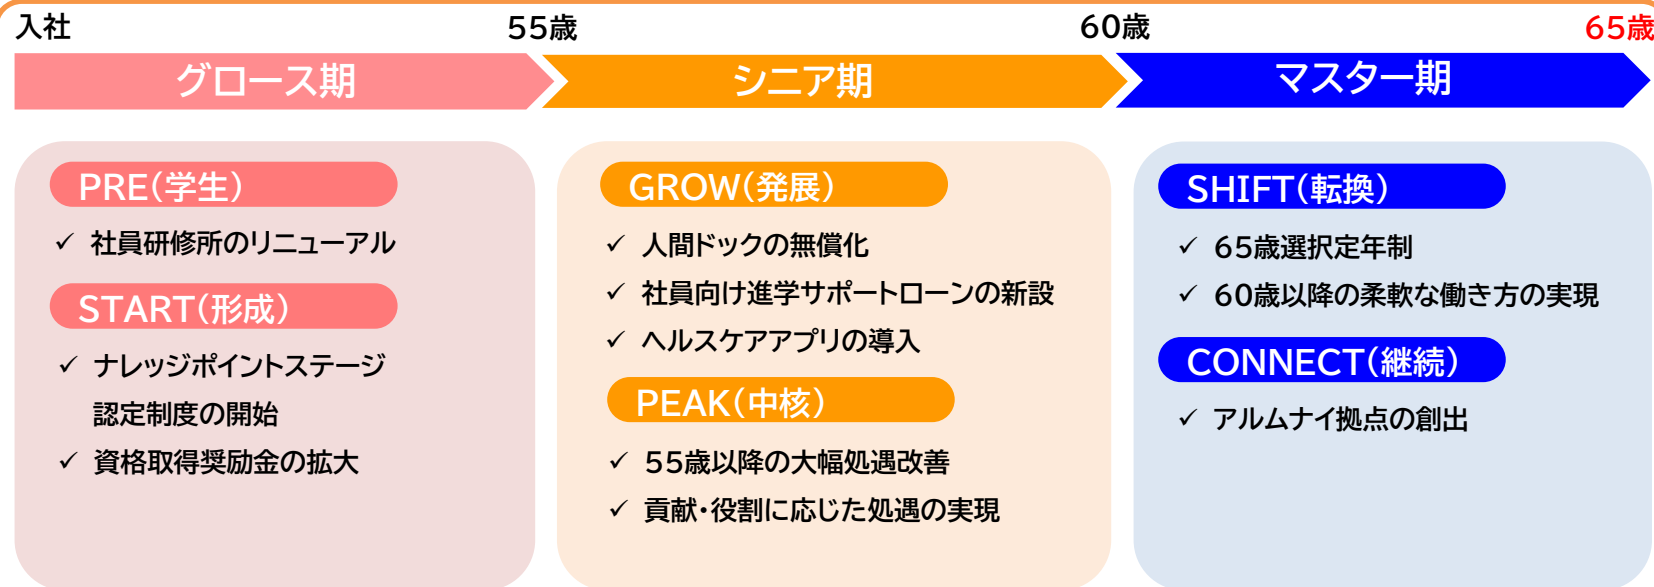 入社 55歳 60歳 65歳
グロース期 シニア期 マスター期
PRE(学生)
✓ 社員研修所のリニューアル
START(形成)
✓ ナレッジポイントステージ
認定制度の開始
✓ 資格取得奨励金の拡大
GROW(発展)
✓ 人間ドックの無償化
✓ 社員向け進学サポートローンの新設
✓ ヘルスケアアプリの導入
PEAK(中核)
✓ 55歳以降の大幅処遇改善
✓ 貢献・役割に応じた処遇の実現
SHIFT(転換)
✓ 65歳選択定年制
✓ 60歳以降の柔軟な働き方の実現
CONNECT(継続)
✓ アルムナイ拠点の創出